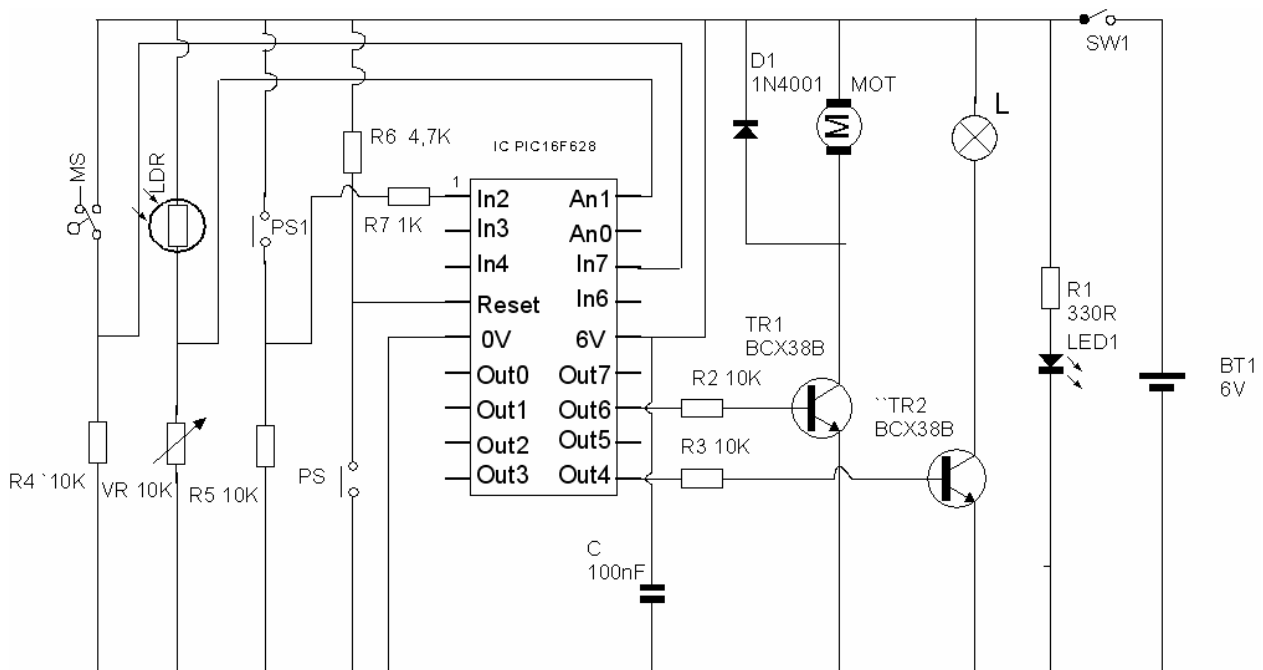 SW1
D1
1N4001
MOT
M
L
R6 4,7K
IC PIC16F628
MS
LDR
PS1
R7 1K
1
In2
An1
In3
An0
In4
In7
Reset
In6
0V
6V
Out0
Out7
Out1
Out6
Out2
Out5
Out3
Out4
TR1
BCX38B
R2 10K
``TR2
BCX38B
R3 10K
R1
330R
LED1
BT1
6V
R4 `10K
VR 10K
R5 10K
PS
C
100nF